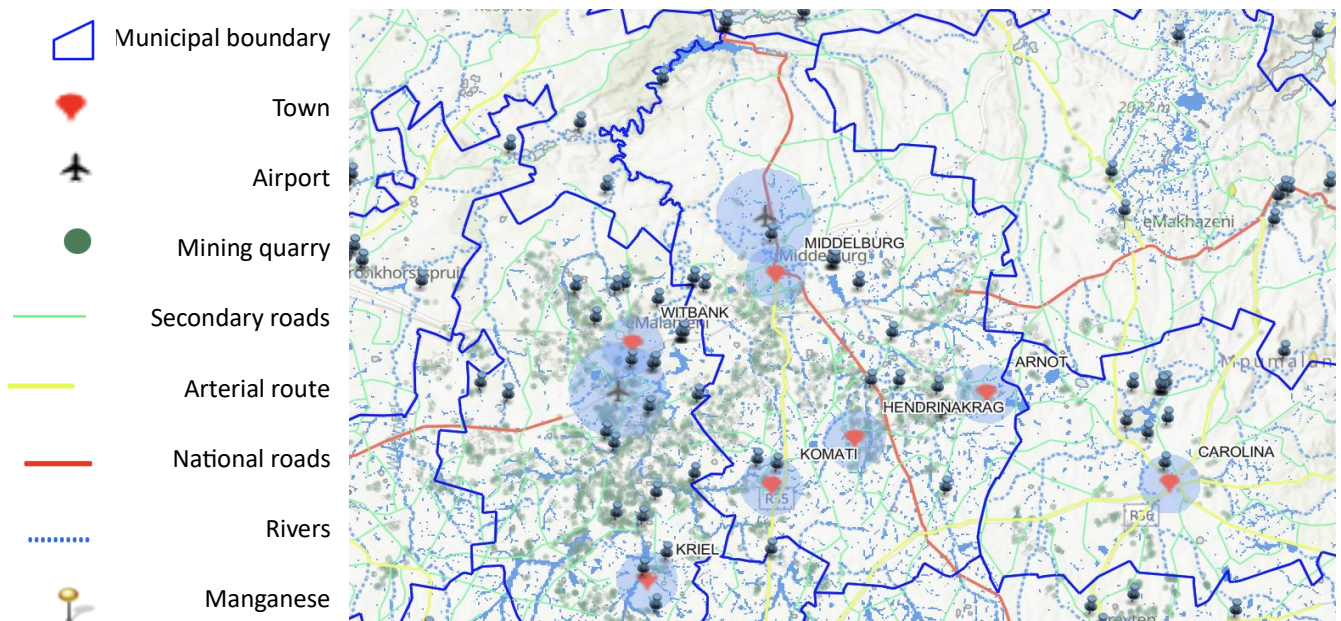 Municipal boundary
Town
Airport
Mining quarry
Secondary roads
Arterial route
National roads
Rivers
Manganese
2027 m
eMakhazeni
MIDDELBURG
Middelburg
WITBANK
eMalahleni
ARNOT
HENDRINAKRAG
KOMATI
CAROLINA
R35
R36
KRIEL